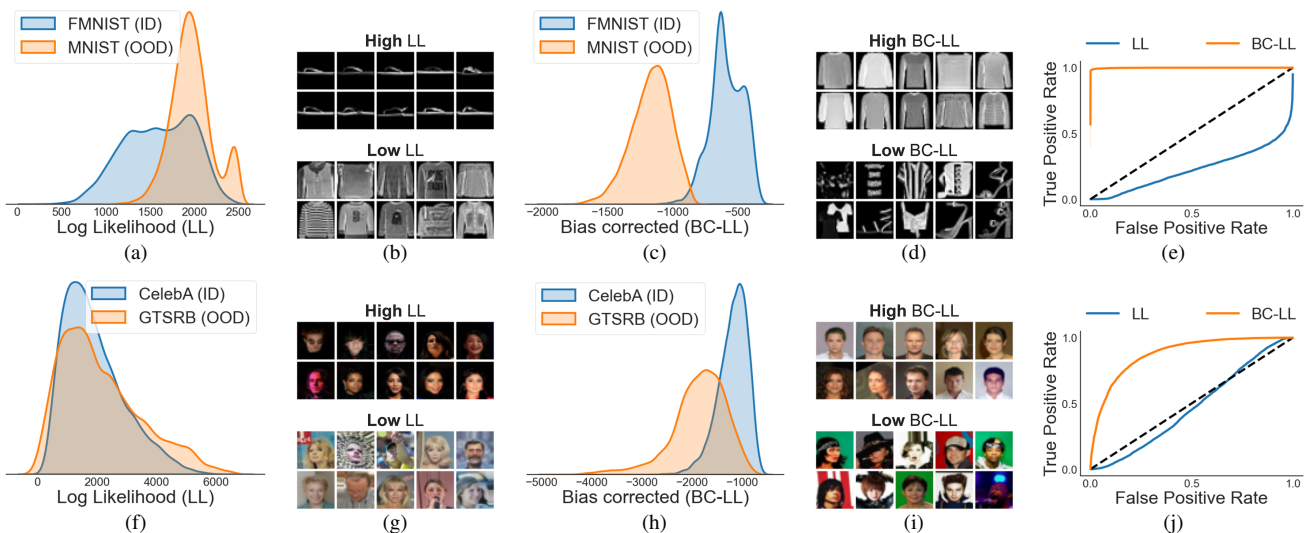 FMNIST (ID)
MNIST (OOD)
0 500 1000 1500 2000 2500
Log Likelihood (LL)
(a)
High LL
Low LL
(b)
FMNIST (ID)
MNIST (OOD)
−2000 −1500 −1000 −500
Bias corrected (BC-LL)
(c)
High BC-LL
Low BC-LL
(d)
LL BC-LL
True Positive Rate
1.0
0.5
0.0
0.0 0.5 1.0
False Positive Rate
(e)
CelebA (ID)
GTSRB (OOD)
0 2000 4000 6000
Log Likelihood (LL)
(f)
High LL
Low LL
(g)
CelebA (ID)
GTSRB (OOD)
−5000 −4000 −3000 −2000 −1000
Bias corrected (BC-LL)
(h)
High BC-LL
Low BC-LL
(i)
LL BC-LL
True Positive Rate
1.0
0.5
0.0
0.0 0.5 1.0
False Positive Rate
(j)